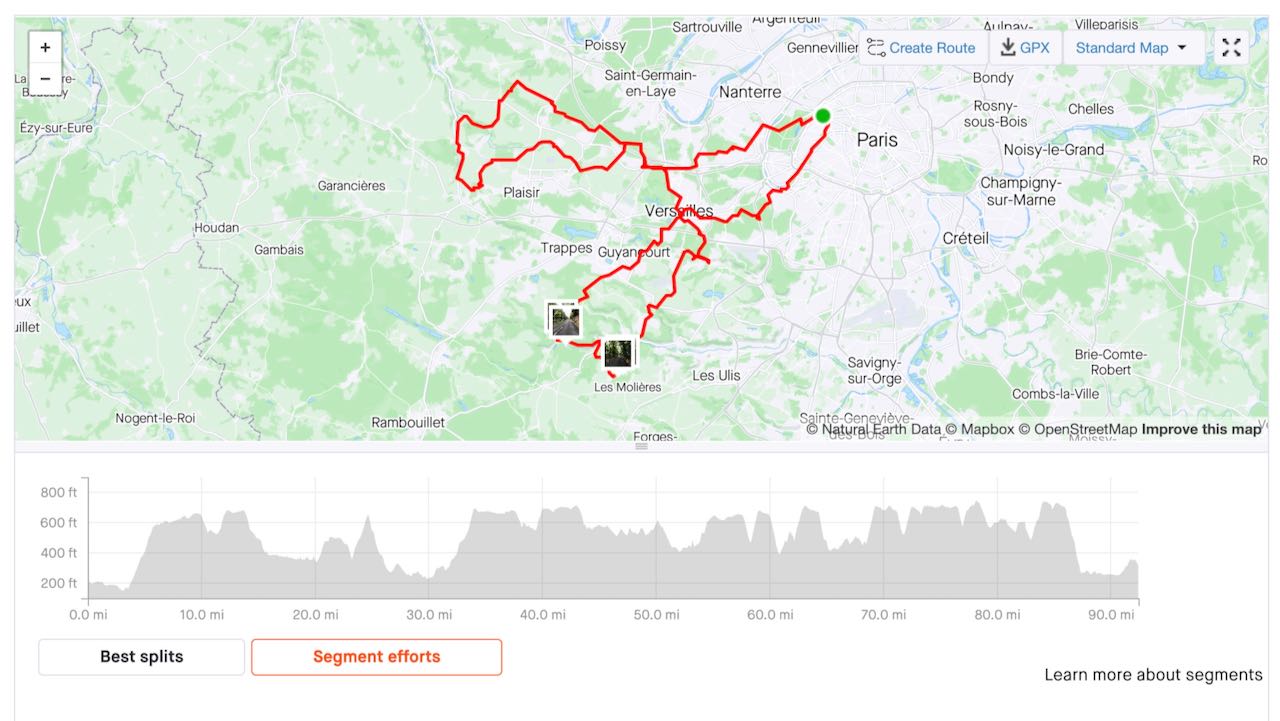 Sartrouville
Argenteuil
Aulnay-
Villeparisis
+
Poissy
Gennevillier
Create Route
GPX
Standard Map
−
Saint-Germain-
en-Laye
Nanterre
Bondy
Rosny-
sous-Bois
Chelles
Ézy-sur-Eure
Paris
Noisy-le-Grand
Ro
Garancières
Plaisir
Champigny-
sur-Marne
Versailles
Houdan
Gambais
Trappes
Guyancourt
Créteil
ux
uillet
Savigny-
sur-Orge
Brie-Comte-
Robert
Les Ulis
Les Molières
Combs-la-Ville
Nogent-le-Roi
Rambouillet
Sainte-Geneviève-
des-Bois
© Natural Earth Data © Mapbox © OpenStreetMap Improve this map
Forges-
Moissy-
800 ft
600 ft
400 ft
200 ft
0.0 mi 10.0 mi 20.0 mi 30.0 mi 40.0 mi 50.0 mi 60.0 mi 70.0 mi 80.0 mi 90.0 mi
Best splits
Segment efforts
Learn more about segments